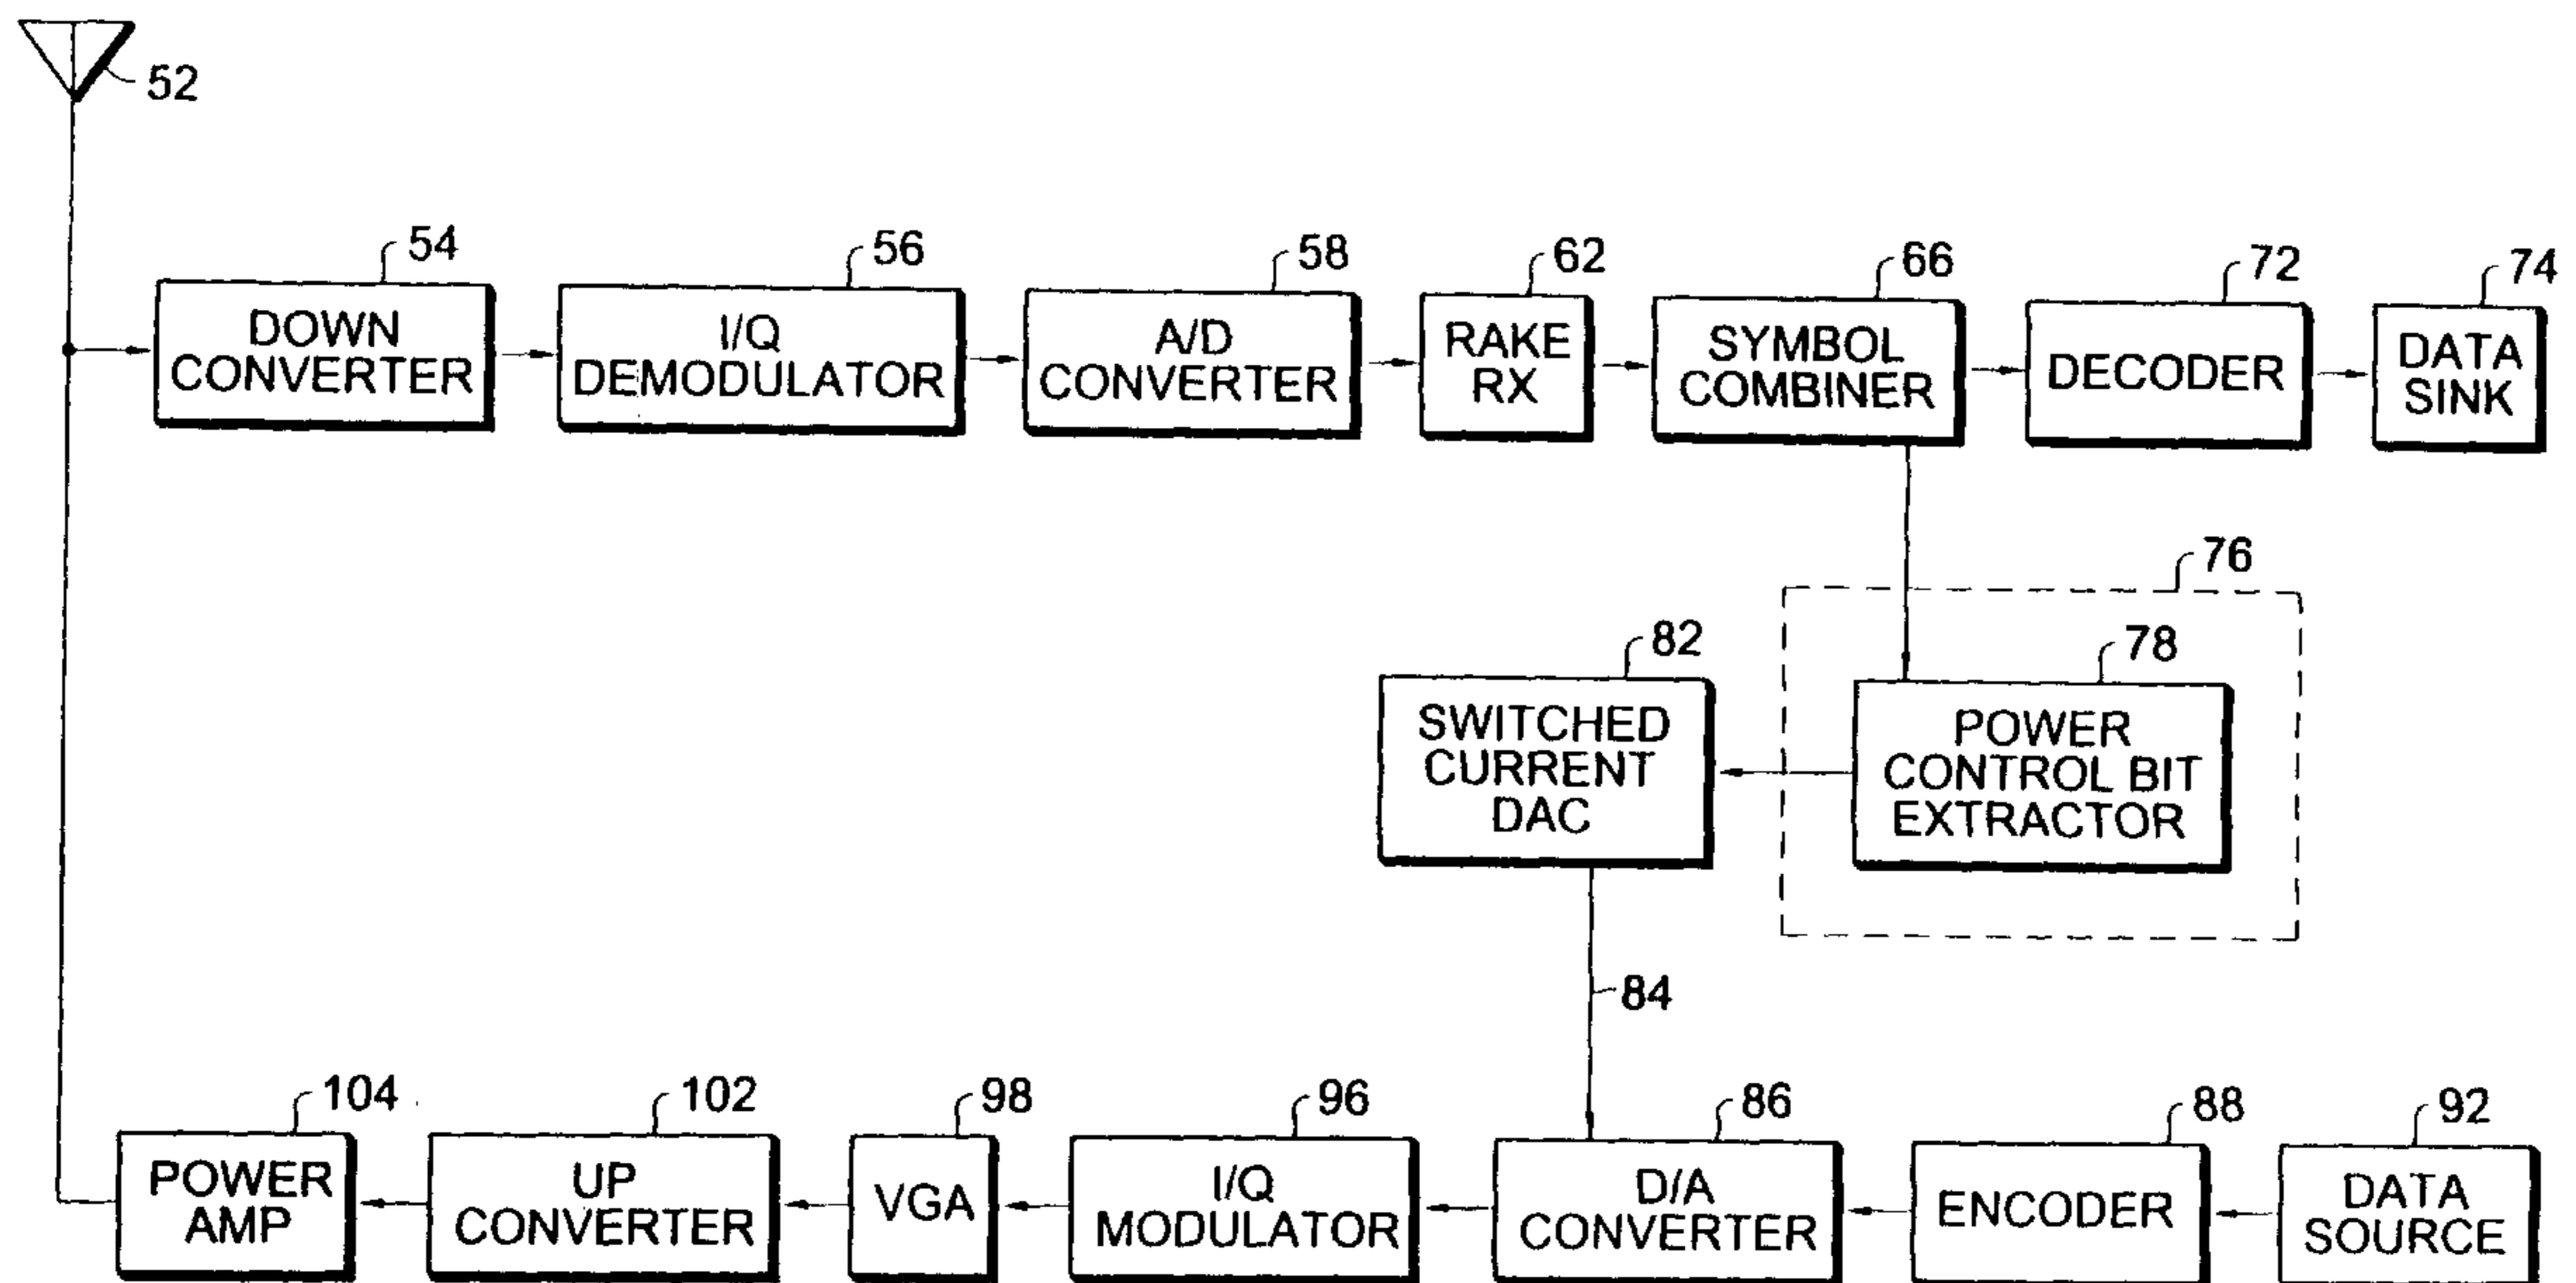 52
54
56
58
62
66
72
74
DOWN
CONVERTER
I/Q
DEMODULATOR
A/D
CONVERTER
RAKE
RX
SYMBOL
COMBINER
DECODER
DATA
SINK
76
82
78
SWITCHED
CURRENT
DAC
POWER
CONTROL BIT
EXTRACTOR
84
104
102
98
96
86
88
92
POWER
AMP
UP
CONVERTER
VGA
I/Q
MODULATOR
D/A
CONVERTER
ENCODER
DATA
SOURCE